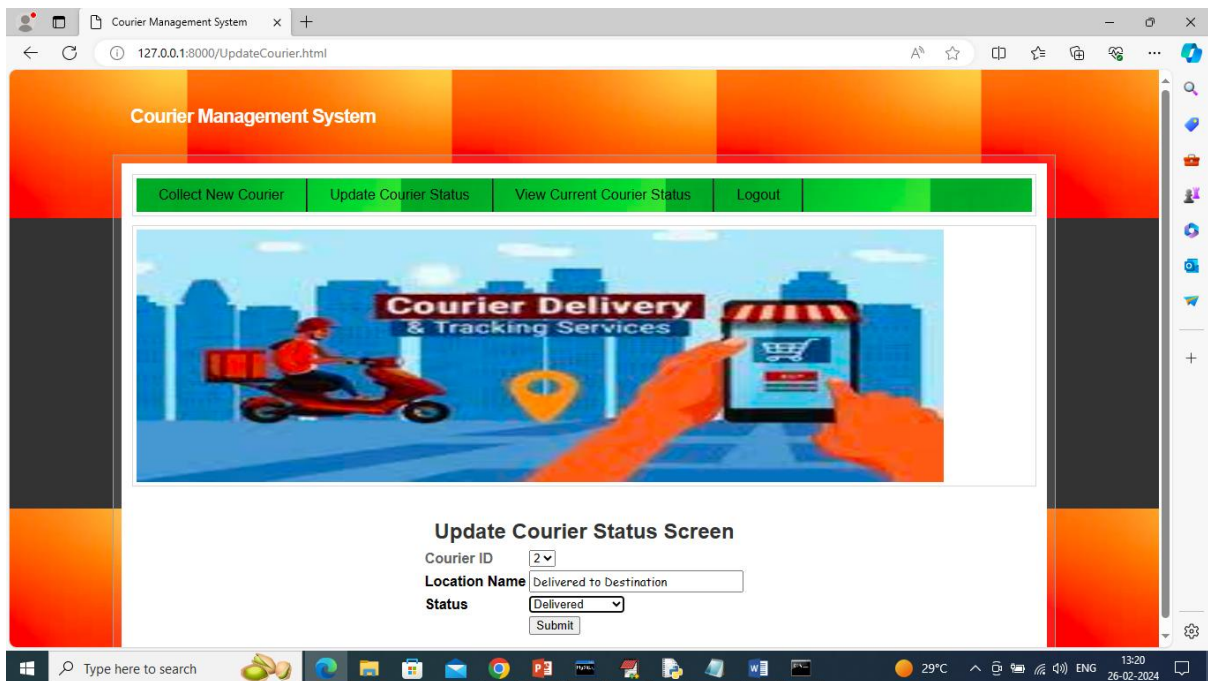 Courier Management System
127.0.0.1:8000/UpdateCourier.html
Courier Management System
Collect New Courier Update Courier Status View Current Courier Status Logout
Courier Delivery
& Tracking Services
Update Courier Status Screen
Courier ID 2
Location Name Delivered to Destination
Status Delivered
Submit
Type here to search 29°C ENG 13:20
26-02-2024